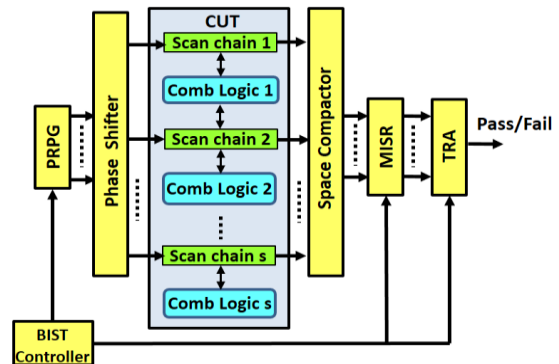 CUT
Scan chain 1
Comb Logic 1
Scan chain 2
Comb Logic 2
Scan chain s
Comb Logic s
PRPG
Phase Shifter
Space Compactor
MISR
TRA
Pass/Fail
BIST
Controller